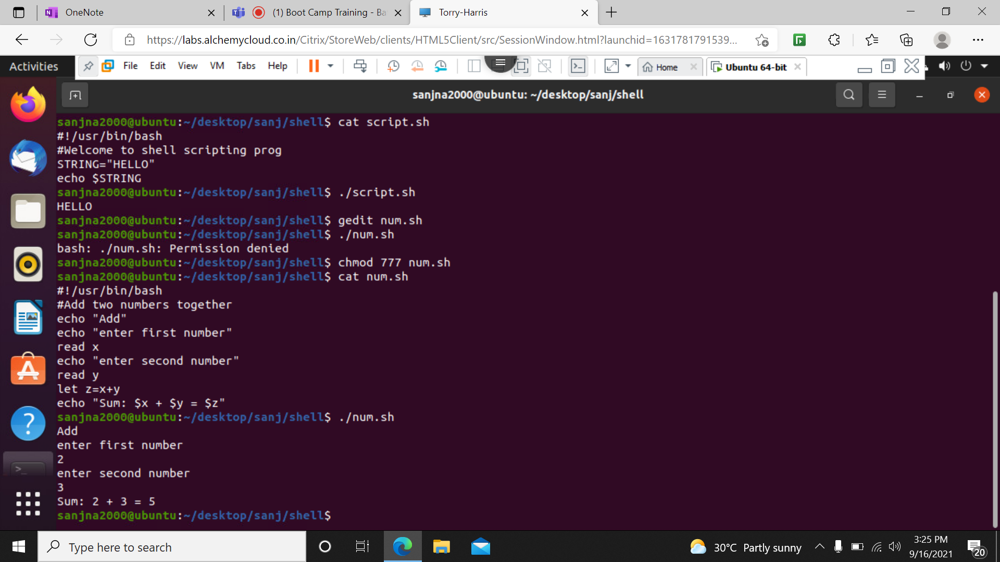 OneNote
(1) Boot Camp Training - Ba
Torry-Harris
https://labs.alchemycloud.co.in/Citrix/StoreWeb/clients/HTML5Client/src/SessionWindow.html?launchid=1631781791539...
Activities
File Edit View VM Tabs Help
Home
Ubuntu 64-bit
sanjna2000@ubuntu: ~/desktop/sanj/shell
sanjna2000@ubuntu:~/desktop/sanj/shell$ cat script.sh
#!/usr/bin/bash
#Welcome to shell scripting prog
STRING="HELLO"
echo $STRING
sanjna2000@ubuntu:~/desktop/sanj/shell$ ./script.sh
HELLO
sanjna2000@ubuntu:~/desktop/sanj/shell$ gedit num.sh
sanjna2000@ubuntu:~/desktop/sanj/shell$ ./num.sh
bash: ./num.sh: Permission denied
sanjna2000@ubuntu:~/desktop/sanj/shell$ chmod 777 num.sh
sanjna2000@ubuntu:~/desktop/sanj/shell$ cat num.sh
#!/usr/bin/bash
#Add two numbers together
echo "Add"
echo "enter first number"
read x
echo "enter second number"
read y
let z=x+y
echo "Sum: $x + $y = $z"
sanjna2000@ubuntu:~/desktop/sanj/shell$ ./num.sh
Add
enter first number
2
enter second number
3
Sum: 2 + 3 = 5
sanjna2000@ubuntu:~/desktop/sanj/shell$
Type here to search
30°C Partly sunny
3:25 PM
9/16/2021
20